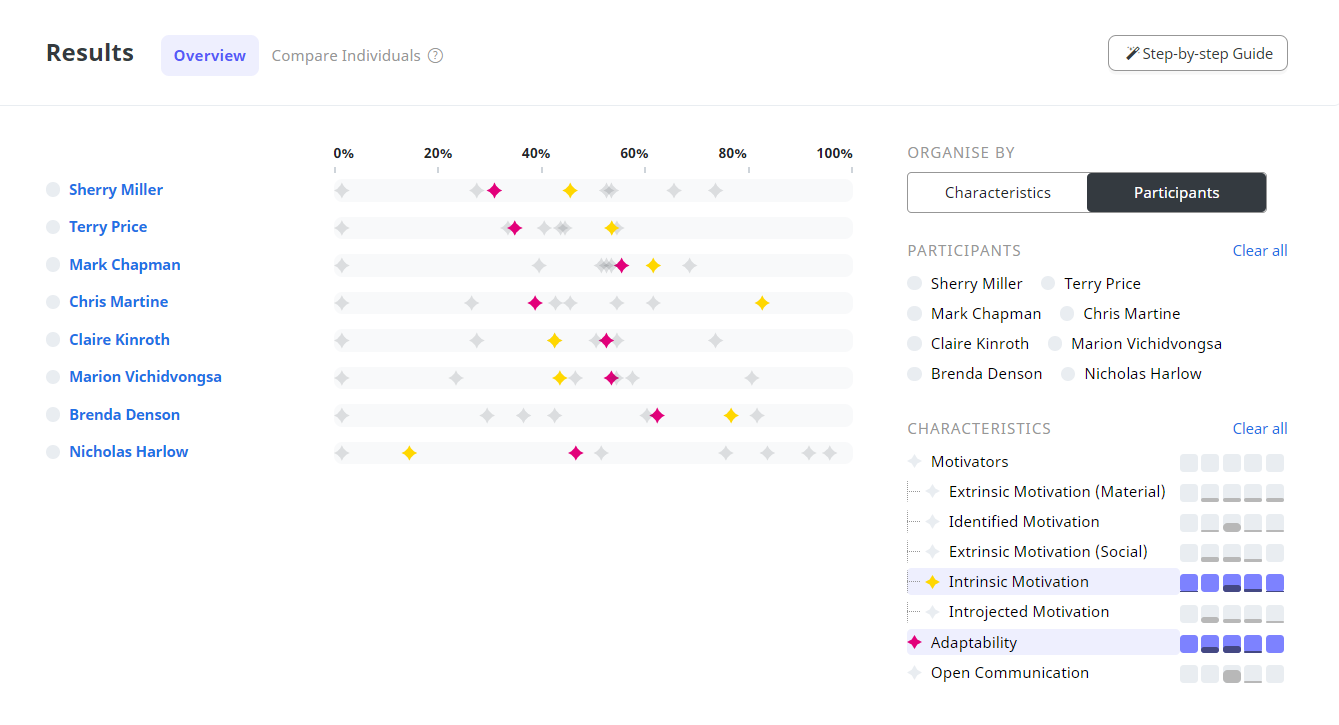 Results Overview Compare Individuals ? Step-by-step Guide
0% 20% 40% 60% 80% 100%
Sherry Miller
Terry Price
Mark Chapman
Chris Martine
Claire Kinroth
Marion Vichidvongsa
Brenda Denson
Nicholas Harlow
ORGANISE BY
Characteristics Participants
PARTICIPANTS Clear all
Sherry Miller Terry Price
Mark Chapman Chris Martine
Claire Kinroth Marion Vichidvongsa
Brenda Denson Nicholas Harlow
CHARACTERISTICS Clear all
Motivators
Extrinsic Motivation (Material)
Identified Motivation
Extrinsic Motivation (Social)
Intrinsic Motivation
Introjected Motivation
Adaptability
Open Communication